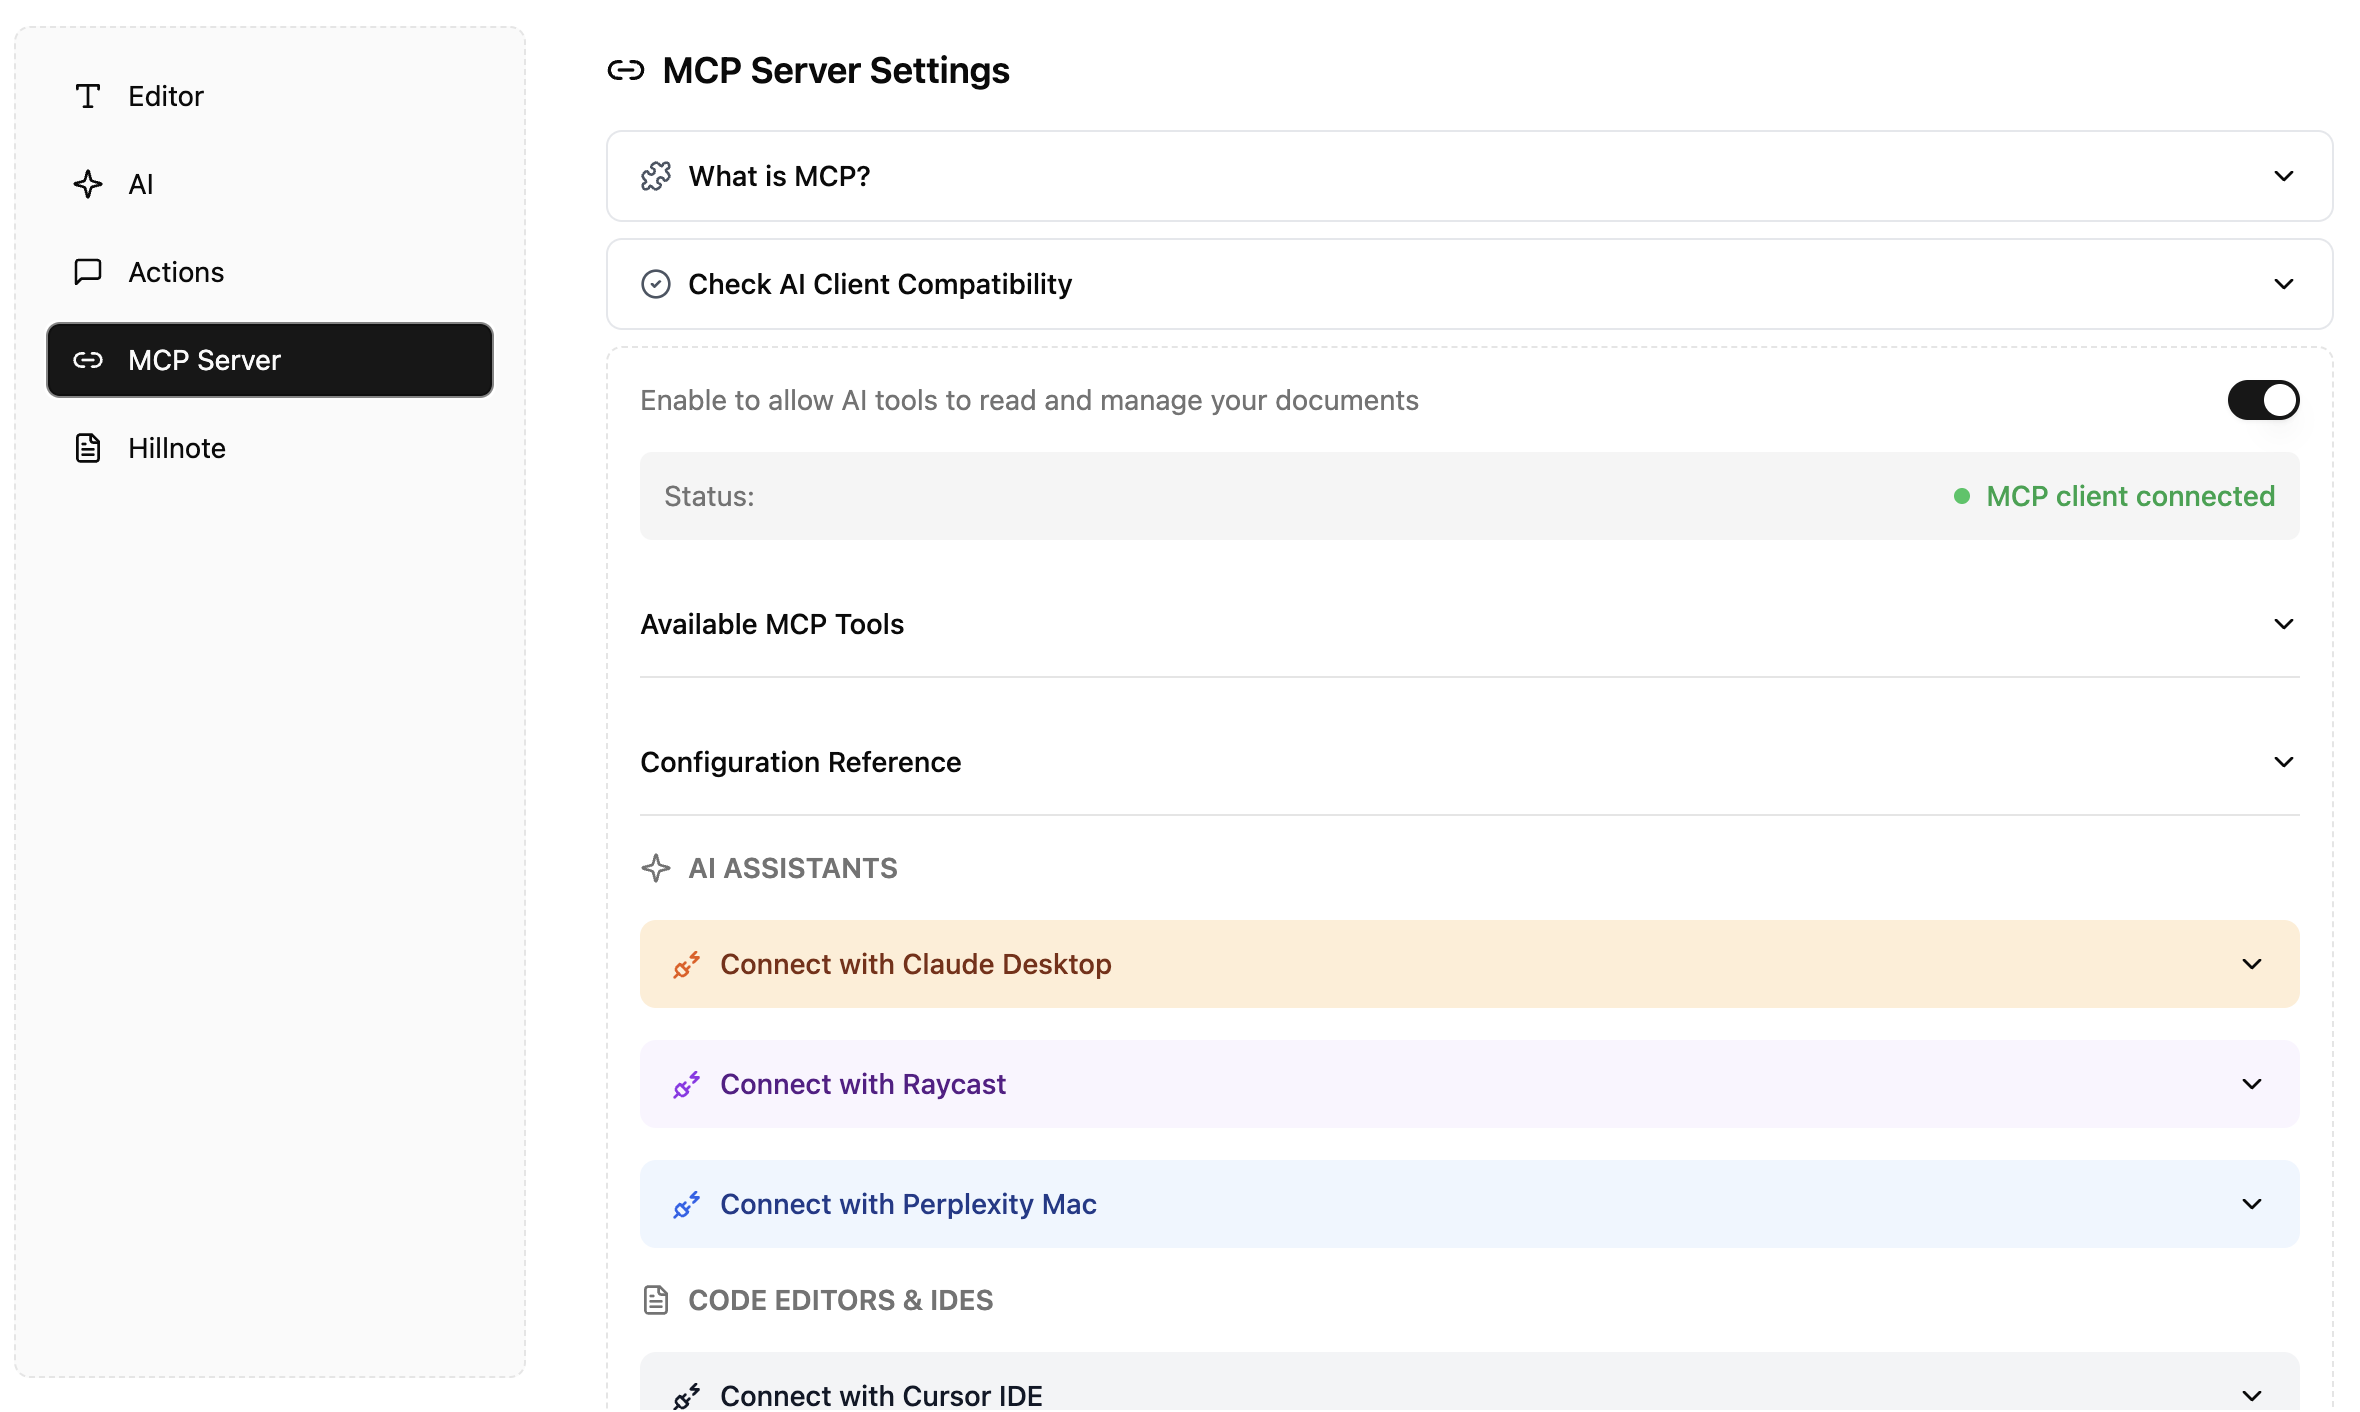 Editor
AI
Actions
MCP Server
Hillnote
MCP Server Settings
What is MCP?
Check AI Client Compatibility
Enable to allow AI tools to read and manage your documents
Status:
MCP client connected
Available MCP Tools
Configuration Reference
AI ASSISTANTS
Connect with Claude Desktop
Connect with Raycast
Connect with Perplexity Mac
CODE EDITORS & IDES
Connect with Cursor IDE